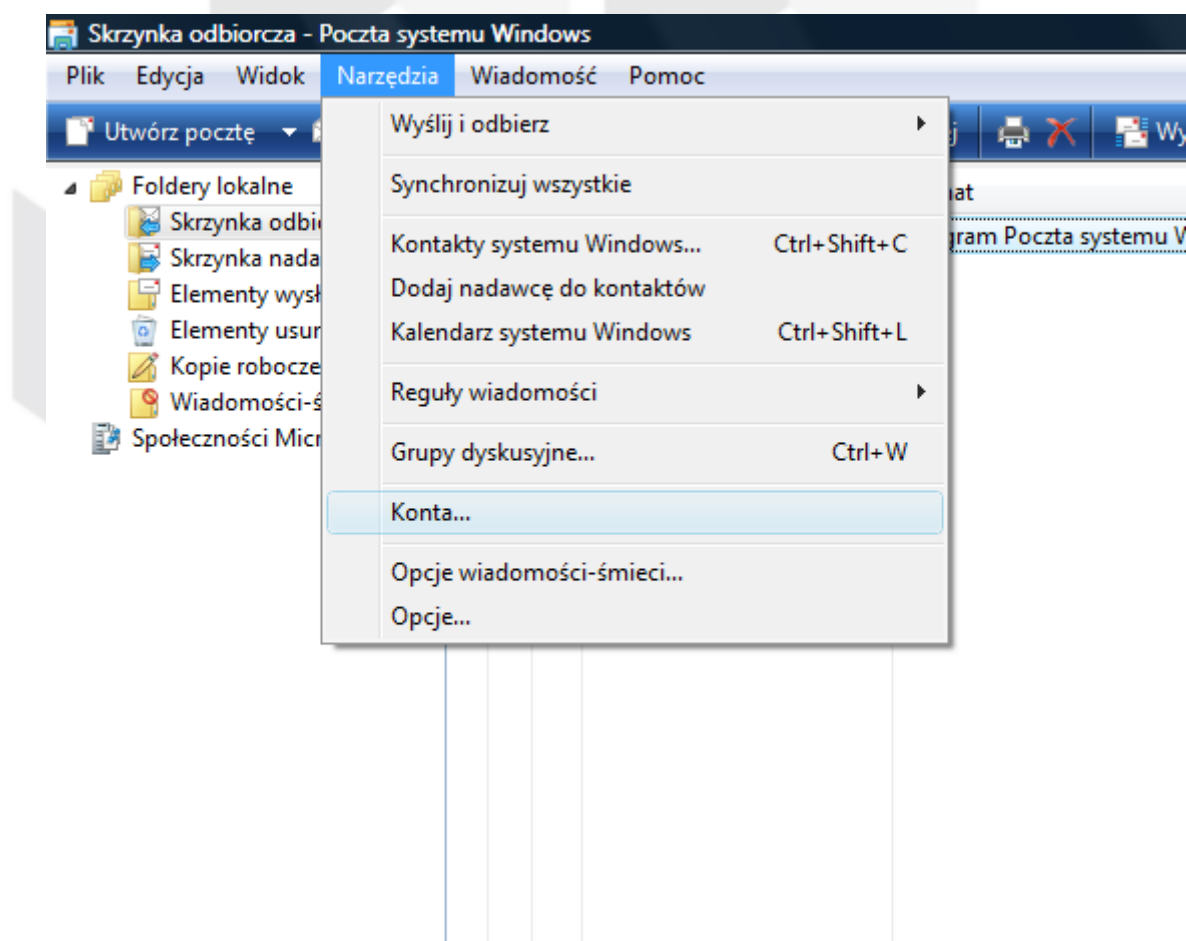 Skrzynka odbiorcza - Poczta systemu Windows
Plik Edycja Widok Narzędzia Wiadomość Pomoc
Utwórz pocztę
Wyślij i odbierz
Synchronizuj wszystkie
Kontakty systemu Windows... Ctrl+Shift+C
Dodaj nadawcę do kontaktów
Kalendarz systemu Windows Ctrl+Shift+L
Reguły wiadomości
Grupy dyskusyjne... Ctrl+W
Konta...
Opcje wiadomości-śmieci...
Opcje...
Foldery lokalne
Skrzynka odbi
Skrzynka nada
Elementy wysł
Elementy usur
Kopie robocze
Wiadomości-ś
Społeczności Micr
Poczta systemu